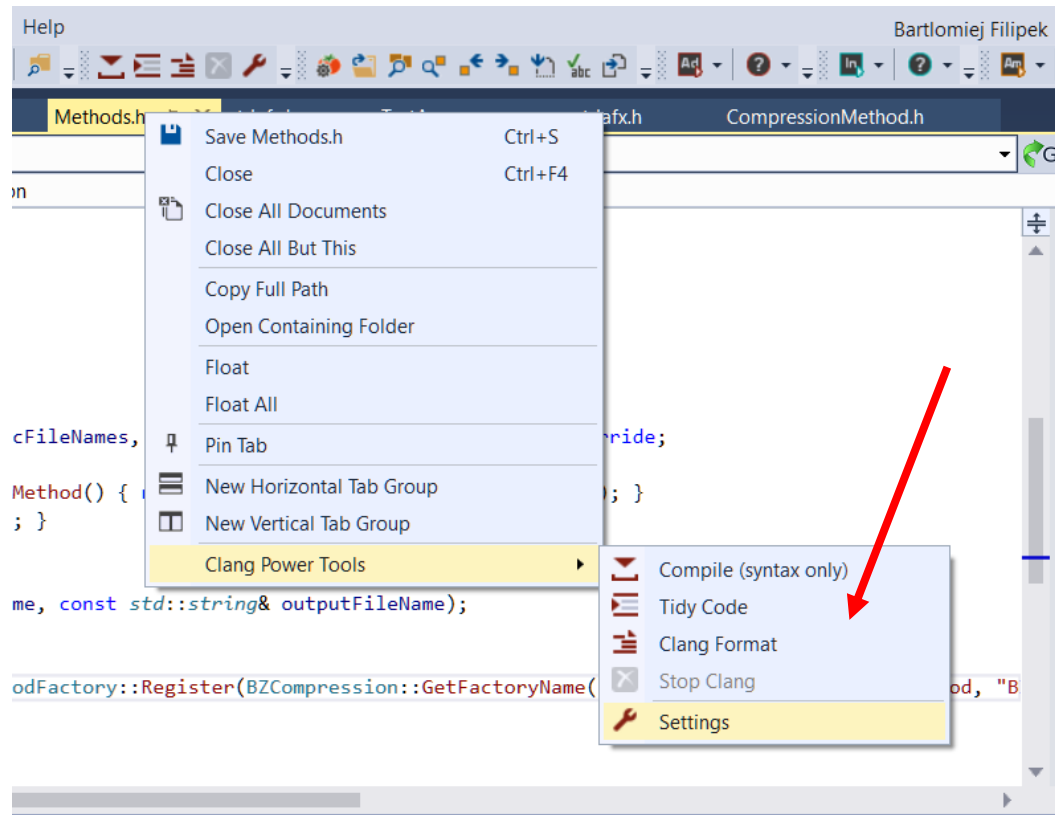 Help
Bartlomiej Filipek
Methods.h
afx.h
CompressionMethod.h
Save Methods.h Ctrl+S
Close Ctrl+F4
Close All Documents
Close All But This
Copy Full Path
Open Containing Folder
Float
Float All
cFileNames, Pin Tab rride;
Method() { New Horizontal Tab Group ); }
; } New Vertical Tab Group
Clang Power Tools
Compile (syntax only)
me, const std::string& outputFileName); Tidy Code
Clang Format
odFactory::Register(BZCompression::GetFactoryName( Stop Clang od, "B
Settings